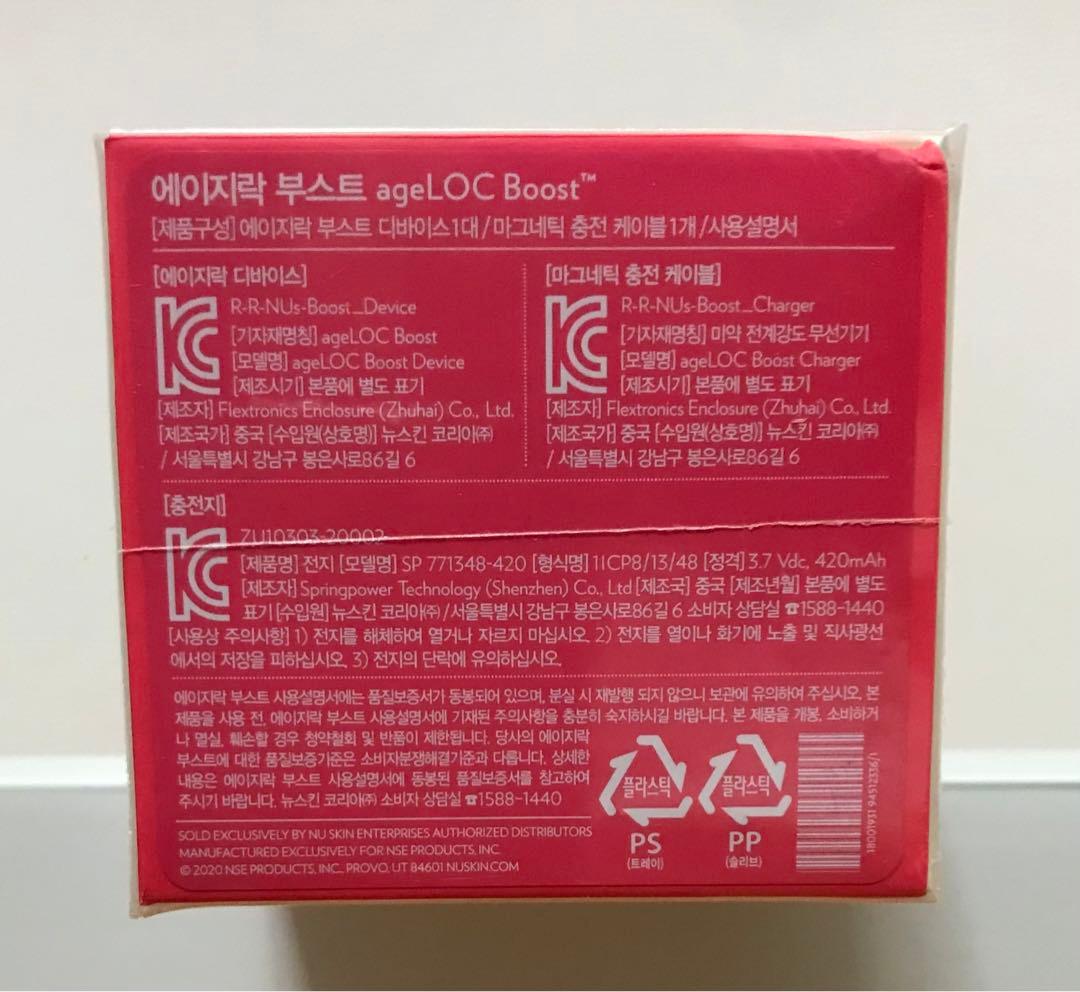 에이지락 부스트 ageLOC Boost™
[제품구성] 에이지락 부스트 디바이스1대/마그네틱 충전 케이블1개/사용설명서
[에이지락 디바이스]
R-R-NUs-Boost_Device
[기자재명칭] ageLOC Boost
[모델명] ageLOC Boost Device
[제조시기] 본품에 별도 표기
[제조자] Flextronics Enclosure (Zhuhai) Co., Ltd.
[제조국가] 중국 [수입원(상호명)] 뉴스킨 코리아㈜
/ 서울특별시 강남구 봉은사로86길 6
[마그네틱 충전 케이블]
R-R-NUs-Boost_Charger
[기자재명칭] 미약 전계강도 무선기기
[모델명] ageLOC Boost Charger
[제조시기] 본품에 별도 표기
[제조자] Flextronics Enclosure (Zhuhai) Co., Ltd.
[제조국가] 중국 [수입원(상호명)] 뉴스킨 코리아㈜
/ 서울특별시 강남구 봉은사로86길 6
[충전지]
ZU10303-20002
[제품명] 전지 [모델명] SP 771348-420 [형식명] 1ICP8/13/48 [정격] 3.7 Vdc, 420mAh
[제조자] Springpower Technology (Shenzhen) Co., Ltd [제조국] 중국 [제조년월] 본품에 별도
표기 [수입원] 뉴스킨 코리아㈜/서울특별시 강남구 봉은사로86길 6 소비자 상담실 ☎1588-1440
[사용상 주의사항] 1) 전지를 해체하여 열거나 자르지 마십시오. 2) 전지를 열이나 화기에 노출 및 직사광선
에서의 저장을 피하십시오. 3) 전지의 단락에 유의하십시오.
에이지락 부스트 사용설명서에는 품질보증서가 동봉되어 있으며, 분실 시 재발행 되지 않으니 보관에 유의하여 주십시오. 본
제품을 사용 전, 에이지락 부스트 사용설명서에 기재된 주의사항을 충분히 숙지하시길 바랍니다. 본 제품을 개봉, 소비하거
나 멸실, 훼손할 경우 청약철회 및 반품이 제한됩니다. 당사의 에이지락
부스트에 대한 품질보증기준은 소비자분쟁해결기준과 다릅니다. 상세한
내용은 에이지락 부스트 사용설명서에 동봉된 품질보증서를 참고하여
주시기 바랍니다. 뉴스킨 코리아㈜ 소비자 상담실 ☎1588-1440
SOLD EXCLUSIVELY BY NU SKIN ENTERPRISES AUTHORIZED DISTRIBUTORS
MANUFACTURED EXCLUSIVELY FOR NSE PRODUCTS, INC.
© 2020 NSE PRODUCTS, INC., PROVO, UT 84601 NUSKIN.COM
플라스틱
PS
(트레이)
플라스틱
PP
(슬리브)
18001931 94512336/1